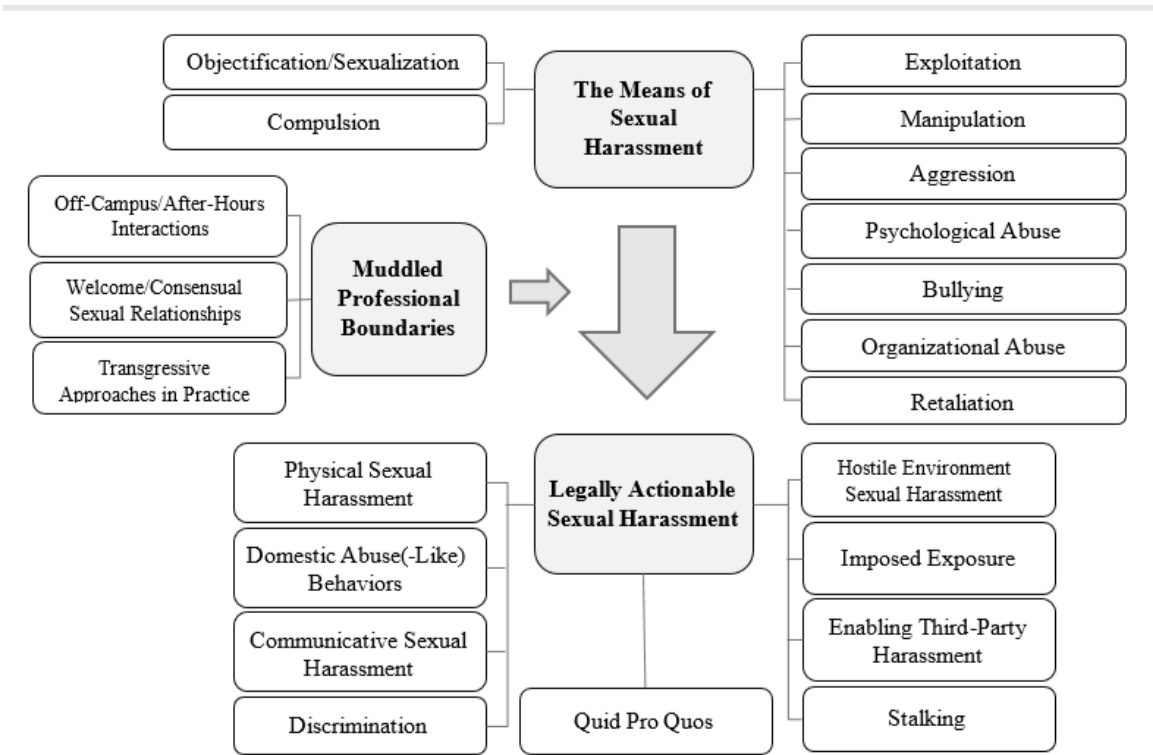 Objectification/Sexualization
Compulsion
The Means of
Sexual
Harassment
Exploitation
Manipulation
Aggression
Psychological Abuse
Bullying
Organizational Abuse
Retaliation
Off-Campus/After-Hours
Interactions
Welcome/Consensual
Sexual Relationships
Transgressive
Approaches in Practice
Muddled
Professional
Boundaries
Physical Sexual
Harassment
Domestic Abuse(-Like)
Behaviors
Communicative Sexual
Harassment
Discrimination
Legally Actionable
Sexual Harassment
Quid Pro Quos
Hostile Environment
Sexual Harassment
Imposed Exposure
Enabling Third-Party
Harassment
Stalking